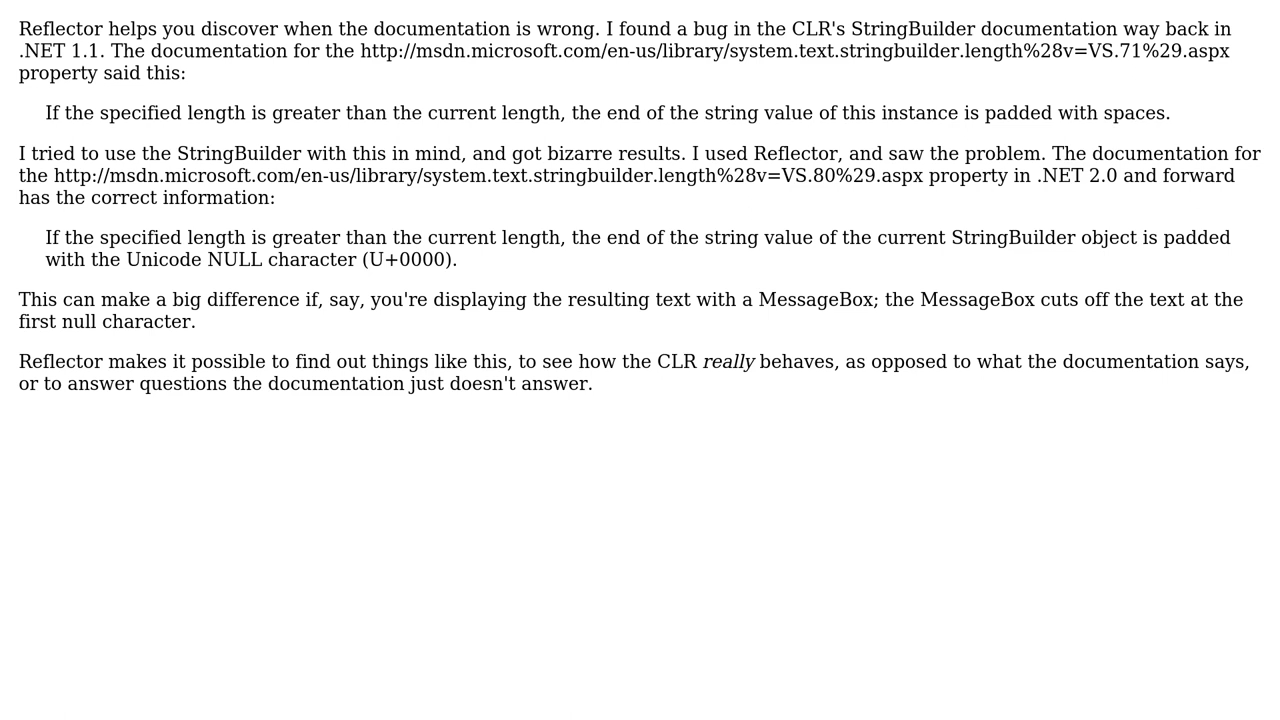 Reflector helps you discover when the documentation is wrong. I found a bug in the CLR's StringBuilder documentation way back in
.NET 1.1. The documentation for the http://msdn.microsoft.com/en-us/library/system.text.stringbuilder.length%28v=VS.71%29.aspx
property said this:
If the specified length is greater than the current length, the end of the string value of this instance is padded with spaces.
I tried to use the StringBuilder with this in mind, and got bizarre results. I used Reflector, and saw the problem. The documentation for
the http://msdn.microsoft.com/en-us/library/system.text.stringbuilder.length%28v=VS.80%29.aspx property in .NET 2.0 and forward
has the correct information:
If the specified length is greater than the current length, the end of the string value of the current StringBuilder object is padded
with the Unicode NULL character (U+0000).
This can make a big difference if, say, you're displaying the resulting text with a MessageBox; the MessageBox cuts off the text at the
first null character.
Reflector makes it possible to find out things like this, to see how the CLR really behaves, as opposed to what the documentation says,
or to answer questions the documentation just doesn't answer.